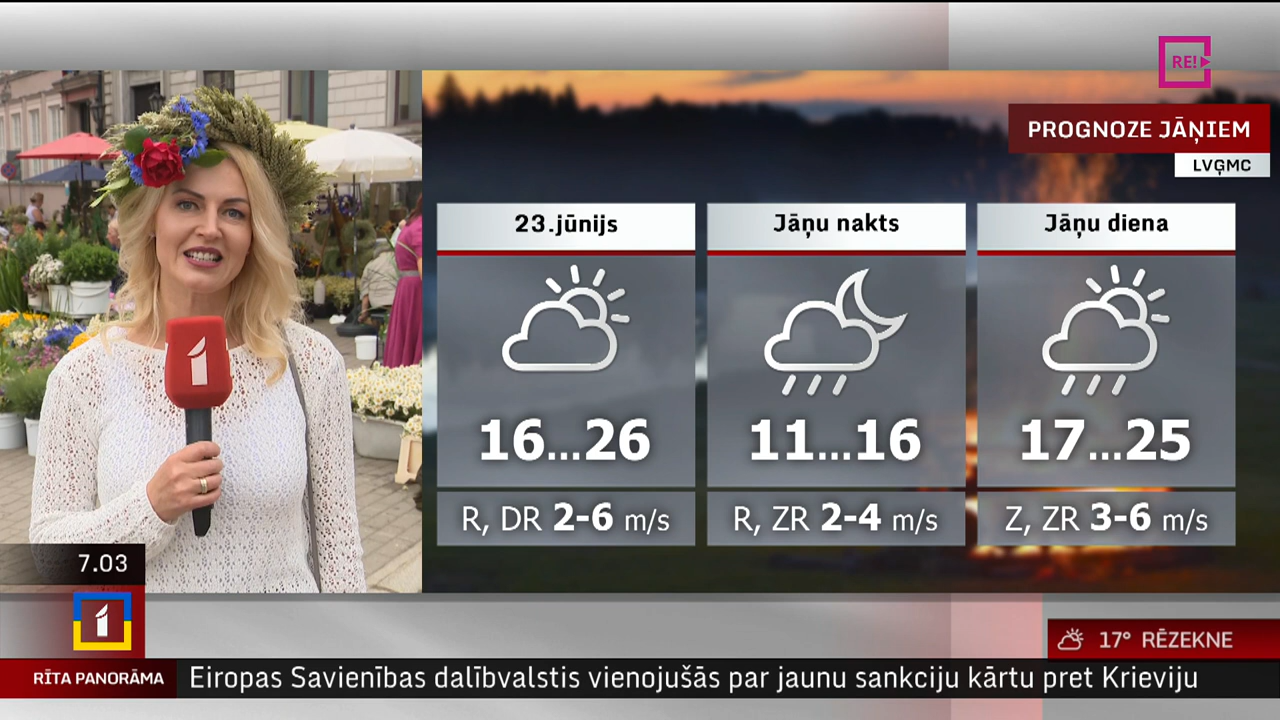 RE!
PROGNOZE JĀŅIEM
LVĢMC
23.jūnijs
Jāņu nakts
Jāņu diena
16...26
11...16
17...25
R, DR 2-6 m/s
R, ZR 2-4 m/s
Z, ZR 3-6 m/s
1
7.03
1
17° RĒZEKNE
RĪTA PANORĀMA
Eiropas Savienības dalībvalstis vienojušās par jaunu sankciju kārtu pret Krieviju